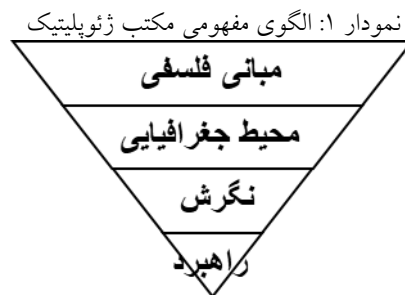 نمودار ۱: الگوی مفهومی مکتب ژئوپلیتیک
مبانی فلسفی
محیط جغرافیایی
نگرش
راهبرد